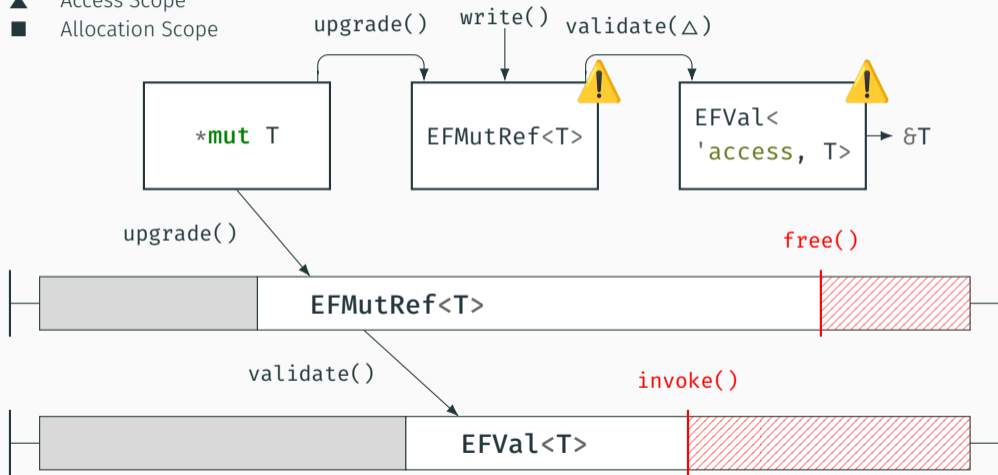 Access Scope
Allocation Scope
upgrade()
write()
validate(△)
*mut T
EFMutRef<T>
EFVal<
'access, T>
&T
upgrade()
free()
EFMutRef<T>
validate()
invoke()
EFVal<T>